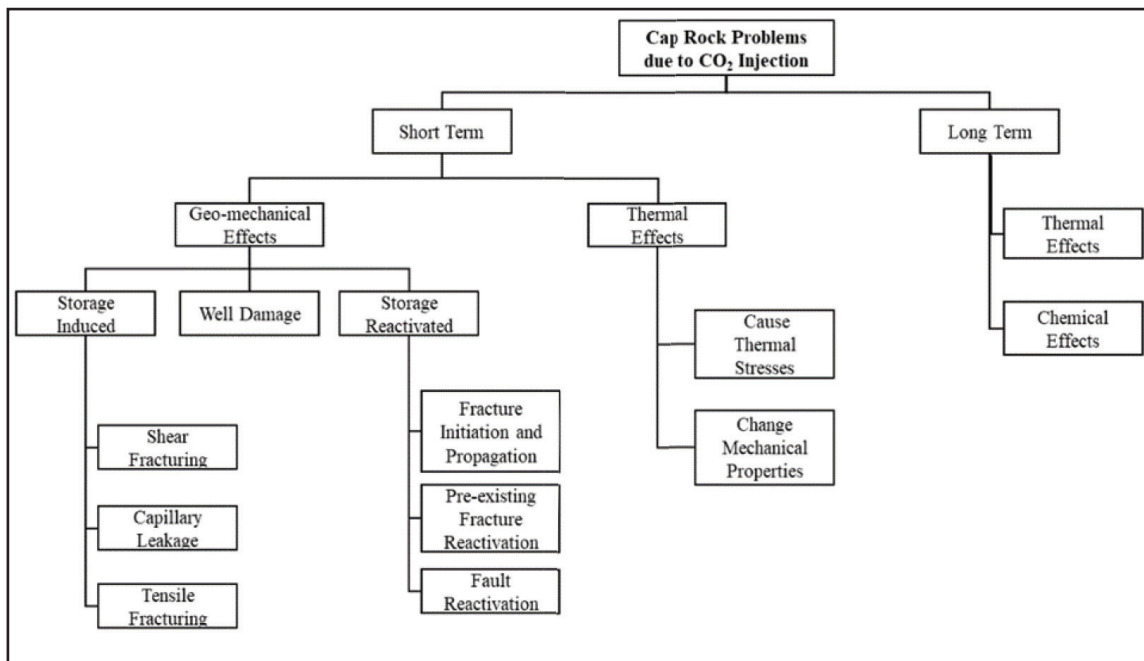 Cap Rock Problems
due to CO₂ Injection
Short Term
Long Term
Geo-mechanical
Effects
Thermal
Effects
Thermal
Effects
Chemical
Effects
Storage
Induced
Well Damage
Storage
Reactivated
Cause
Thermal
Stresses
Change
Mechanical
Properties
Shear
Fracturing
Capillary
Leakage
Tensile
Fracturing
Fracture
Initiation and
Propagation
Pre-existing
Fracture
Reactivation
Fault
Reactivation